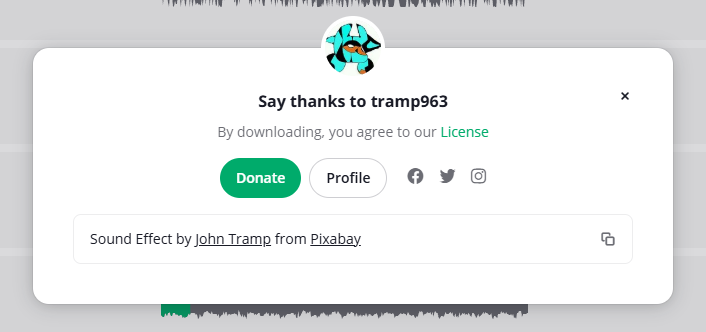 Say thanks to tramp963
By downloading, you agree to our License
Donate
Profile
Sound Effect by John Tramp from Pixabay